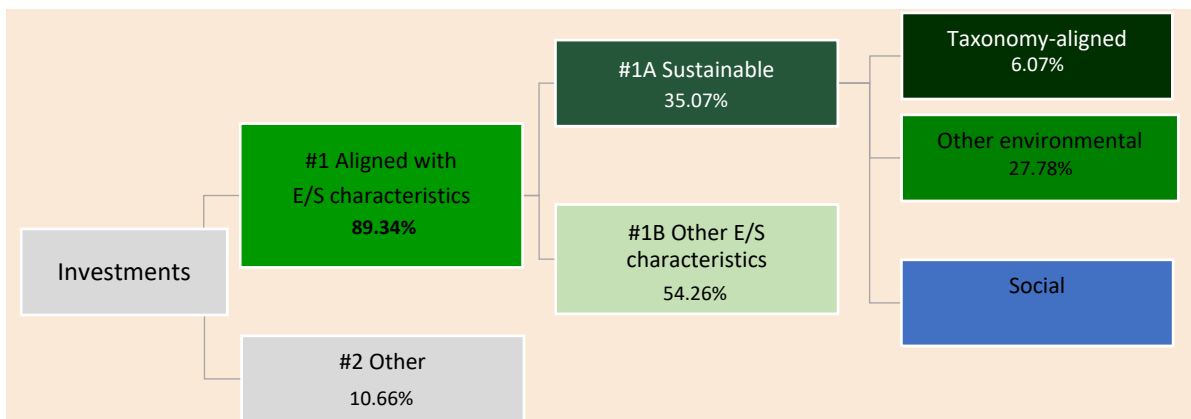 Investments
#1 Aligned with
E/S characteristics
89.34%
#2 Other
10.66%
#1A Sustainable
35.07%
#1B Other E/S
characteristics
54.26%
Taxonomy-aligned
6.07%
Other environmental
27.78%
Social